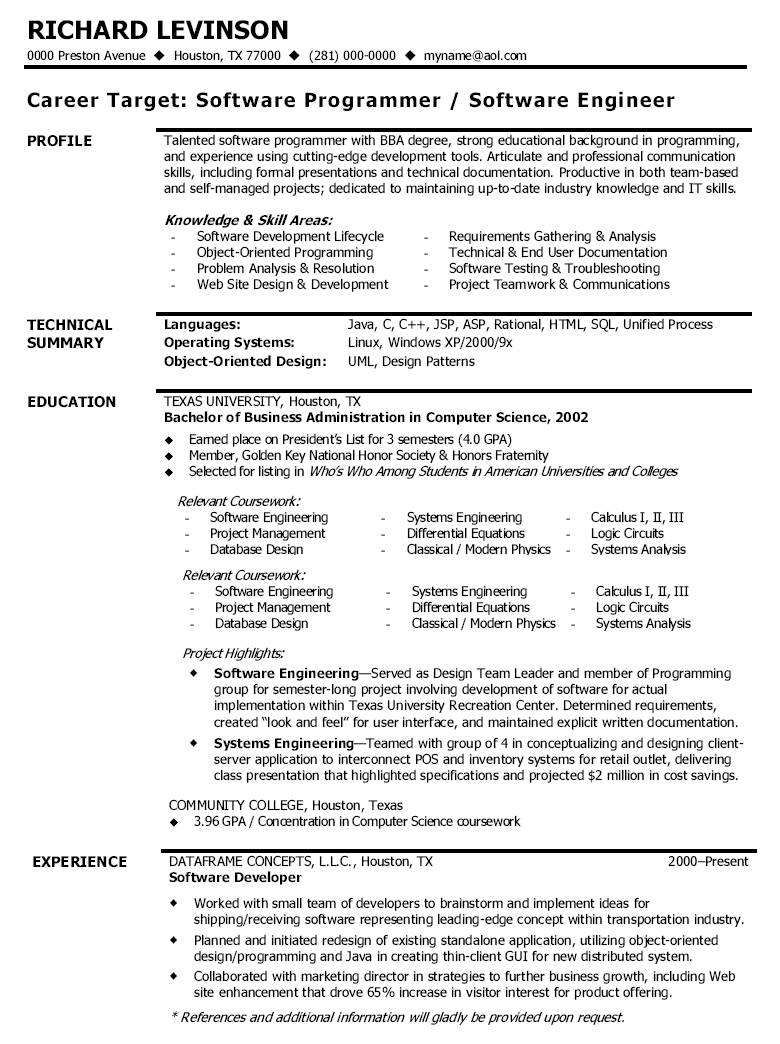 RICHARD LEVINSON
0000 Preston Avenue ◆ Houston, TX 77000 ◆ (281) 000-0000 ◆ myname@aol.com
Career Target: Software Programmer / Software Engineer
PROFILE
Talented software programmer with BBA degree, strong educational background in programming,
and experience using cutting-edge development tools. Articulate and professional communication
skills, including formal presentations and technical documentation. Productive in both team-based
and self-managed projects; dedicated to maintaining up-to-date industry knowledge and IT skills.
Knowledge & Skill Areas:
- Software Development Lifecycle - Requirements Gathering & Analysis
- Object-Oriented Programming - Technical & End User Documentation
- Problem Analysis & Resolution - Software Testing & Troubleshooting
- Web Site Design & Development - Project Teamwork & Communications
TECHNICAL SUMMARY
Languages: Java, C, C++, JSP, ASP, Rational, HTML, SQL, Unified Process
Operating Systems: Linux, Windows XP/2000/9x
Object-Oriented Design: UML, Design Patterns
EDUCATION
TEXAS UNIVERSITY, Houston, TX
Bachelor of Business Administration in Computer Science, 2002
◆ Earned place on President's List for 3 semesters (4.0 GPA)
◆ Member, Golden Key National Honor Society & Honors Fraternity
◆ Selected for listing in Who's Who Among Students in American Universities and Colleges
Relevant Coursework:
- Software Engineering - Systems Engineering - Calculus I, II, III
- Project Management - Differential Equations - Logic Circuits
- Database Design - Classical / Modern Physics - Systems Analysis
Relevant Coursework:
- Software Engineering - Systems Engineering - Calculus I, II, III
- Project Management - Differential Equations - Logic Circuits
- Database Design - Classical / Modern Physics - Systems Analysis
Project Highlights:
◆ Software Engineering—Served as Design Team Leader and member of Programming
group for semester-long project involving development of software for actual
implementation within Texas University Recreation Center. Determined requirements,
created "look and feel" for user interface, and maintained explicit written documentation.
◆ Systems Engineering—Teamed with group of 4 in conceptualizing and designing client-
server application to interconnect POS and inventory systems for retail outlet, delivering
class presentation that highlighted specifications and projected $2 million in cost savings.
COMMUNITY COLLEGE, Houston, Texas
◆ 3.96 GPA / Concentration in Computer Science coursework
EXPERIENCE
DATAFRAME CONCEPTS, L.L.C., Houston, TX 2000–Present
Software Developer
◆ Worked with small team of developers to brainstorm and implement ideas for
shipping/receiving software representing leading-edge concept within transportation industry.
◆ Planned and initiated redesign of existing standalone application, utilizing object-oriented
design/programming and Java in creating thin-client GUI for new distributed system.
◆ Collaborated with marketing director in strategies to further business growth, including Web
site enhancement that drove 65% increase in visitor interest for product offering.
* References and additional information will gladly be provided upon request.